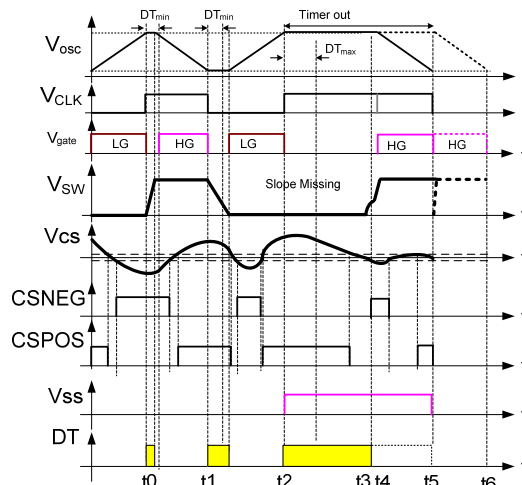 DTmin DTmin Timer out
Vosc
DTmax
VCLK
Vgate LG HG LG HG HG
VSW Slope Missing
Vcs
CSNEG
CSPOS
Vss
DT
t0 t1 t2 t3 t4 t5 t6